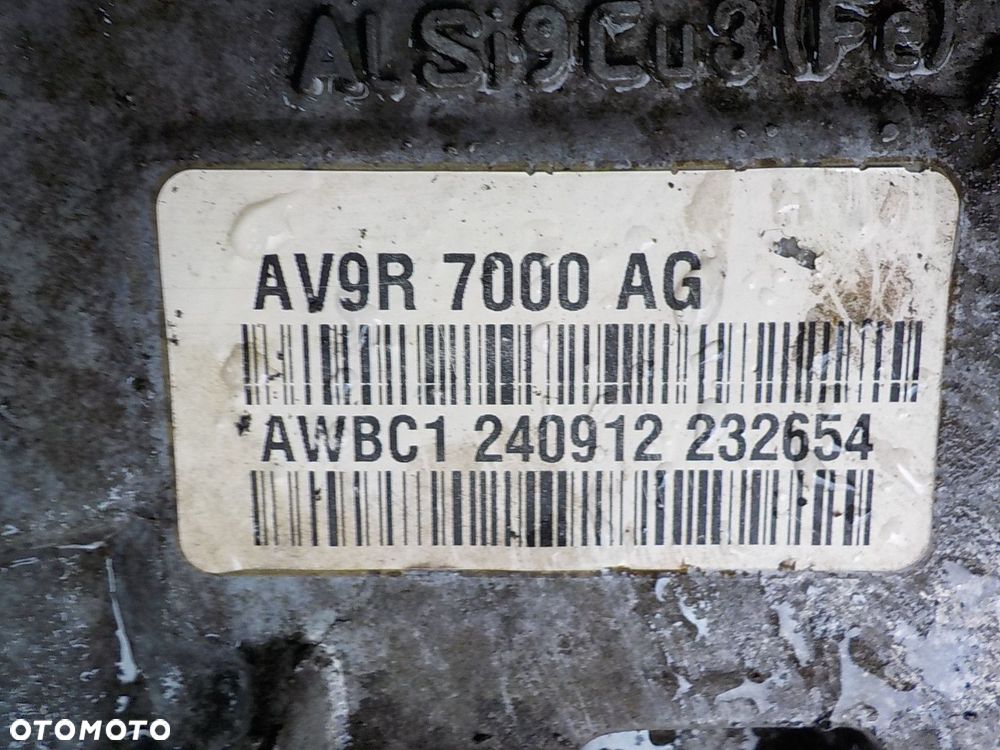 ALSi9Cu3(Fe)
AV9R 7000 AG
AWBC1 240912 232654
OTOMOTO